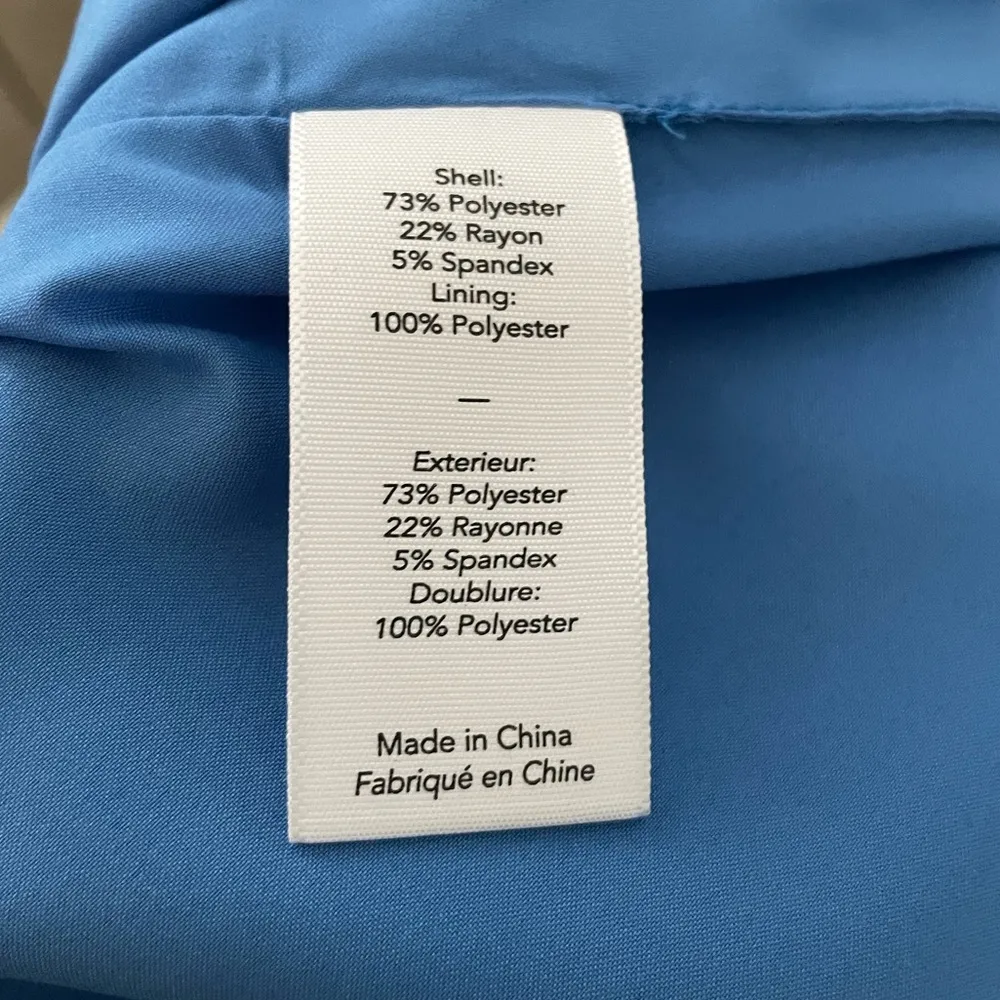 Shell:
73% Polyester
22% Rayon
5% Spandex
Lining:
100% Polyester
—
Exterieur:
73% Polyester
22% Rayonne
5% Spandex
Doublure:
100% Polyester
Made in China
Fabriqué en Chine